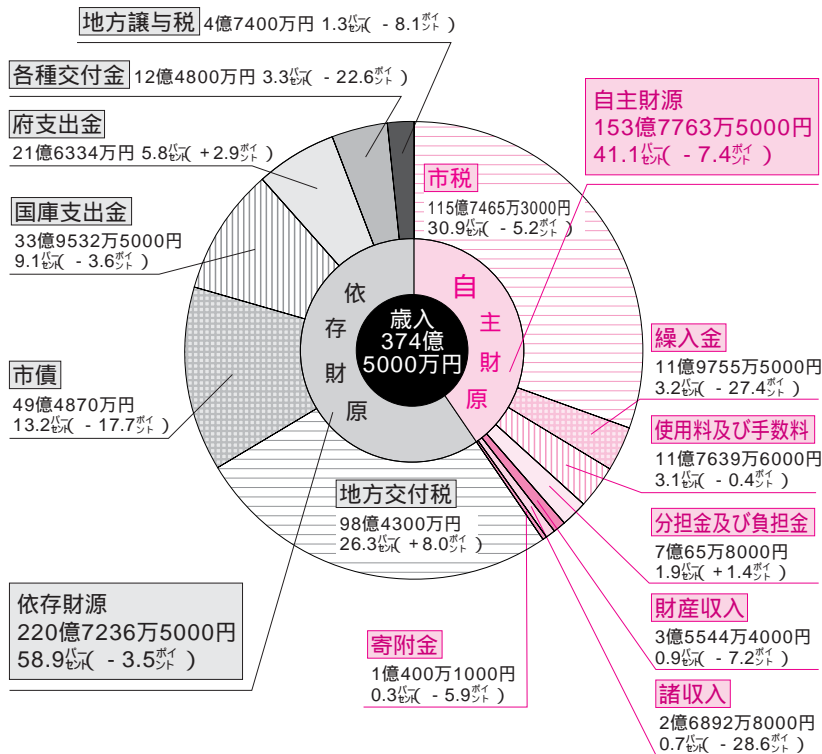 地方譲与税 4億7400万円 1.3パーセント( - 8.1ポイント)
各種交付金 12億4800万円 3.3パーセント( - 22.6ポイント)
府支出金
21億6334万円 5.8パーセント( +2.9ポイント)
国庫支出金
33億9532万5000円
9.1パーセント( - 3.6ポイント)
市債
49億4870万円
13.2パーセント( - 17.7ポイント)
地方交付税
98億4300万円
26.3パーセント( +8.0ポイント)
依存財源
220億7236万5000円
58.9パーセント( - 3.5ポイント)
依存財原
歳入
374億
5000万円
自主財原
自主財源
153億7763万5000円
41.1パーセント( - 7.4ポイント)
市税
115億7465万3000円
30.9パーセント( - 5.2ポイント)
繰入金
11億9755万5000円
3.2パーセント( - 27.4ポイント)
使用料及び手数料
11億7639万6000円
3.1パーセント( - 0.4ポイント)
分担金及び負担金
7億65万8000円
1.9パーセント( +1.4ポイント)
財産収入
3億5544万4000円
0.9パーセント( - 7.2ポイント)
諸収入
2億6892万8000円
0.7パーセント( - 28.6ポイント)
寄附金
1億400万1000円
0.3パーセント( - 5.9ポイント)